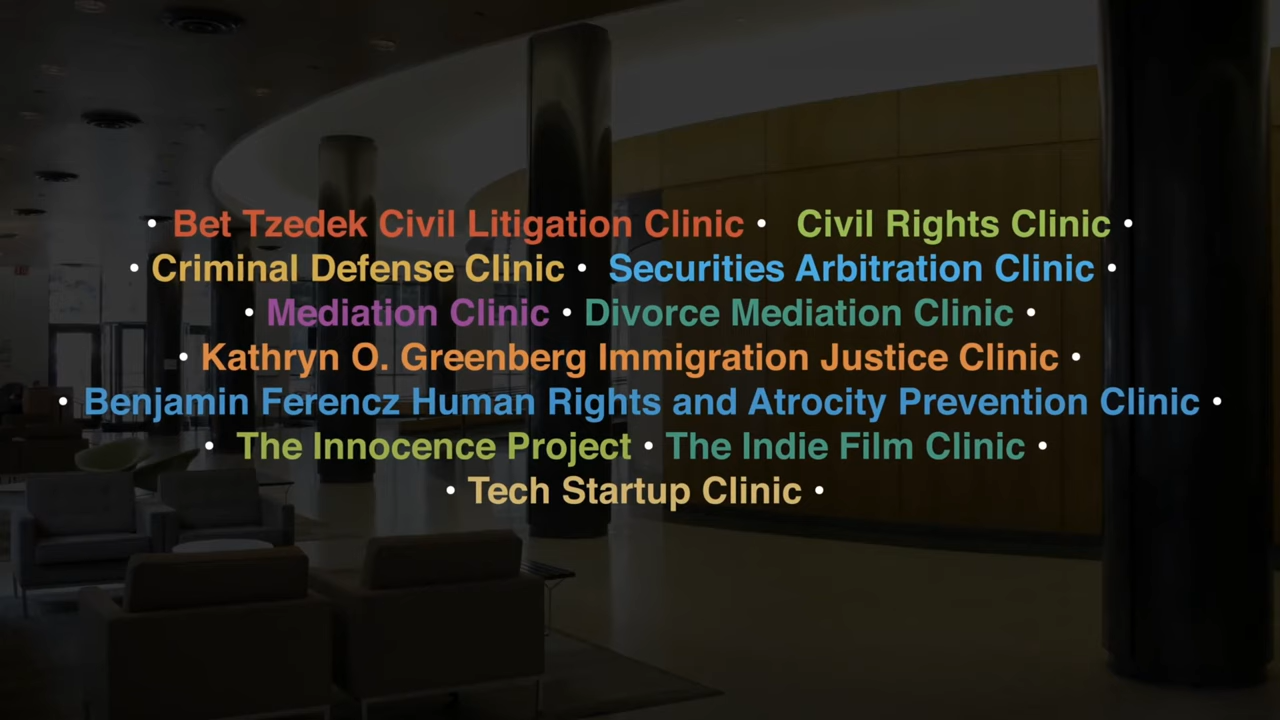 • Bet Tzedek Civil Litigation Clinic • Civil Rights Clinic •
• Criminal Defense Clinic • Securities Arbitration Clinic •
• Mediation Clinic • Divorce Mediation Clinic •
• Kathryn O. Greenberg Immigration Justice Clinic •
• Benjamin Ferencz Human Rights and Atrocity Prevention Clinic •
• The Innocence Project • The Indie Film Clinic •
• Tech Startup Clinic •